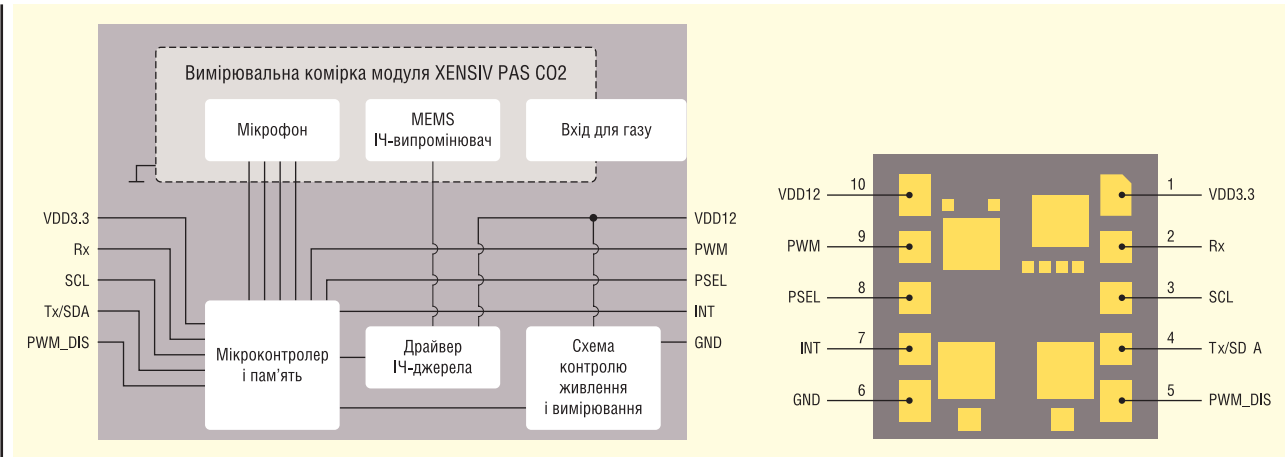 Вимірювальна комірка модуля XENSIV PAS CO2
Мікрофон
MEMS
ІЧ-випромінювач
Вхід для газу
VDD3.3
Rx
SCL
Tx/SDA
PWM_DIS
VDD12
PWM
PSEL
INT
GND
Мікроконтролер
і пам’ять
Драйвер
ІЧ-джерела
Схема
контролю
живлення
і вимірювання
VDD12 10
PWM 9
PSEL 8
INT 7
GND 6
1 VDD3.3
2 Rx
3 SCL
4 Tx/SD A
5 PWM_DIS